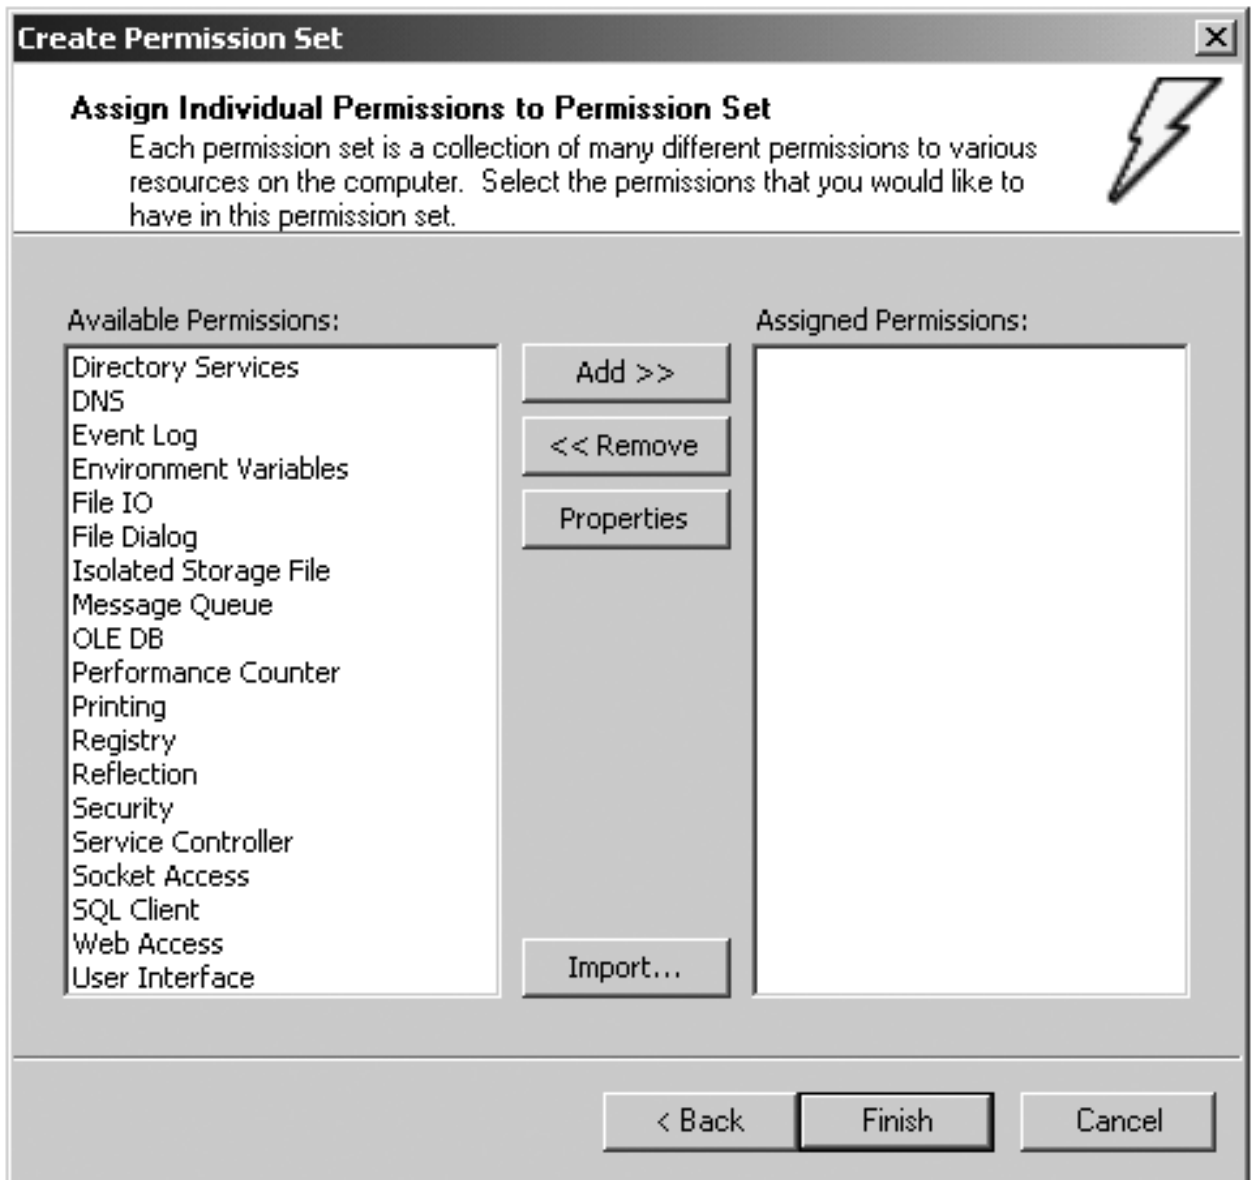 Create Permission Set
Assign Individual Permissions to Permission Set
Each permission set is a collection of many different permissions to various
resources on the computer. Select the permissions that you would like to
have in this permission set.
Available Permissions:
Directory Services
DNS
Event Log
Environment Variables
File IO
File Dialog
Isolated Storage File
Message Queue
OLE DB
Performance Counter
Printing
Registry
Reflection
Security
Service Controller
Socket Access
SQL Client
Web Access
User Interface
Add >>
<< Remove
Properties
Import...
Assigned Permissions:
< Back
Finish
Cancel